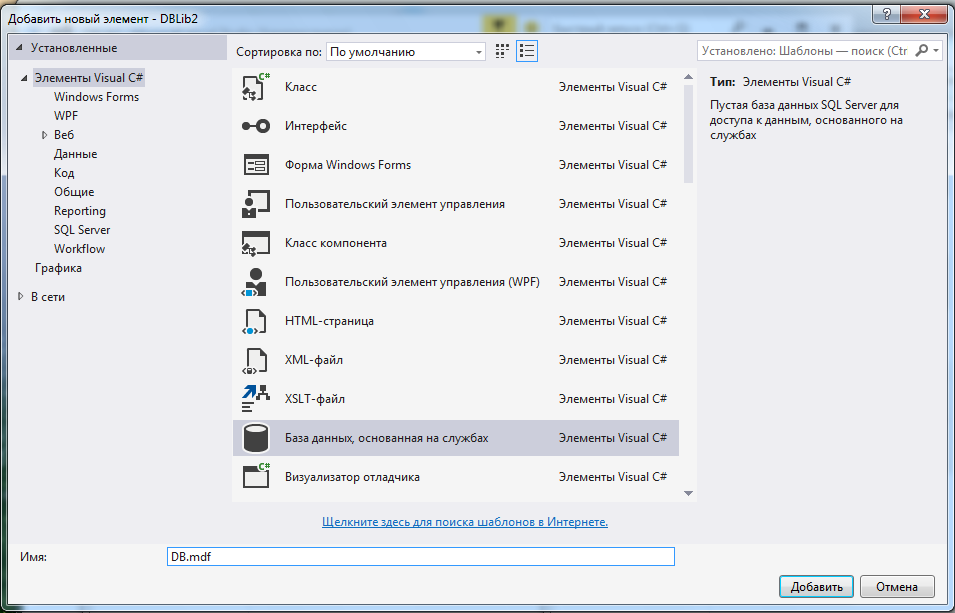 Добавить новый элемент - DBLib2
?
Установленные
Элементы Visual C#
Windows Forms
WPF
Веб
Данные
Код
Общие
Reporting
SQL Server
Workflow
Графика
В сети
Сортировка по: По умолчанию
C# Класс Элементы Visual C#
Интерфейс Элементы Visual C#
Форма Windows Forms Элементы Visual C#
Пользовательский элемент управления Элементы Visual C#
Класс компонента Элементы Visual C#
Пользовательский элемент управления (WPF) Элементы Visual C#
HTML-страница Элементы Visual C#
XML-файл Элементы Visual C#
XSLT-файл Элементы Visual C#
База данных, основанная на службах Элементы Visual C#
C# Визуализатор отладчика Элементы Visual C#
Щелкните здесь для поиска шаблонов в Интернете.
Установлено: Шаблоны — поиск (Ctr
Тип: Элементы Visual C#
Пустая база данных SQL Server для
доступа к данным, основанного на
службах
Имя: DB.mdf
Добавить Отмена